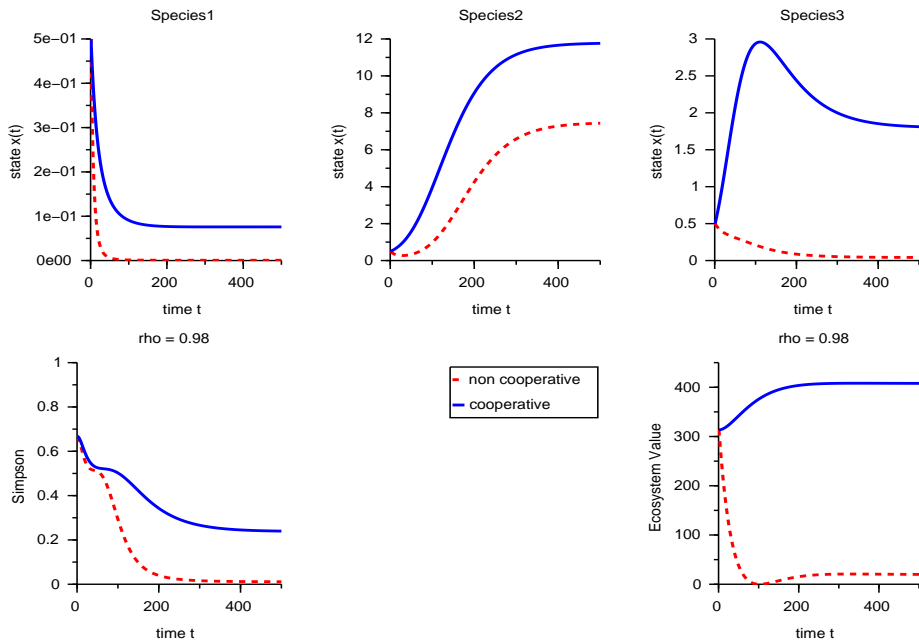 Species1
5e−01
4e−01
3e−01
2e−01
1e−01
0e00
state x(t)
0
200
400
time t
Species2
12
10
8
6
4
2
0
state x(t)
0
200
400
time t
Species3
3
2.5
2
1.5
1
0.5
0
state x(t)
0
200
400
time t
rho = 0.98
1
0.8
0.6
0.4
0.2
0
Simpson
0
200
400
time t
non cooperative
cooperative
rho = 0.98
400
300
200
100
0
Ecosystem Value
0
200
400
time t